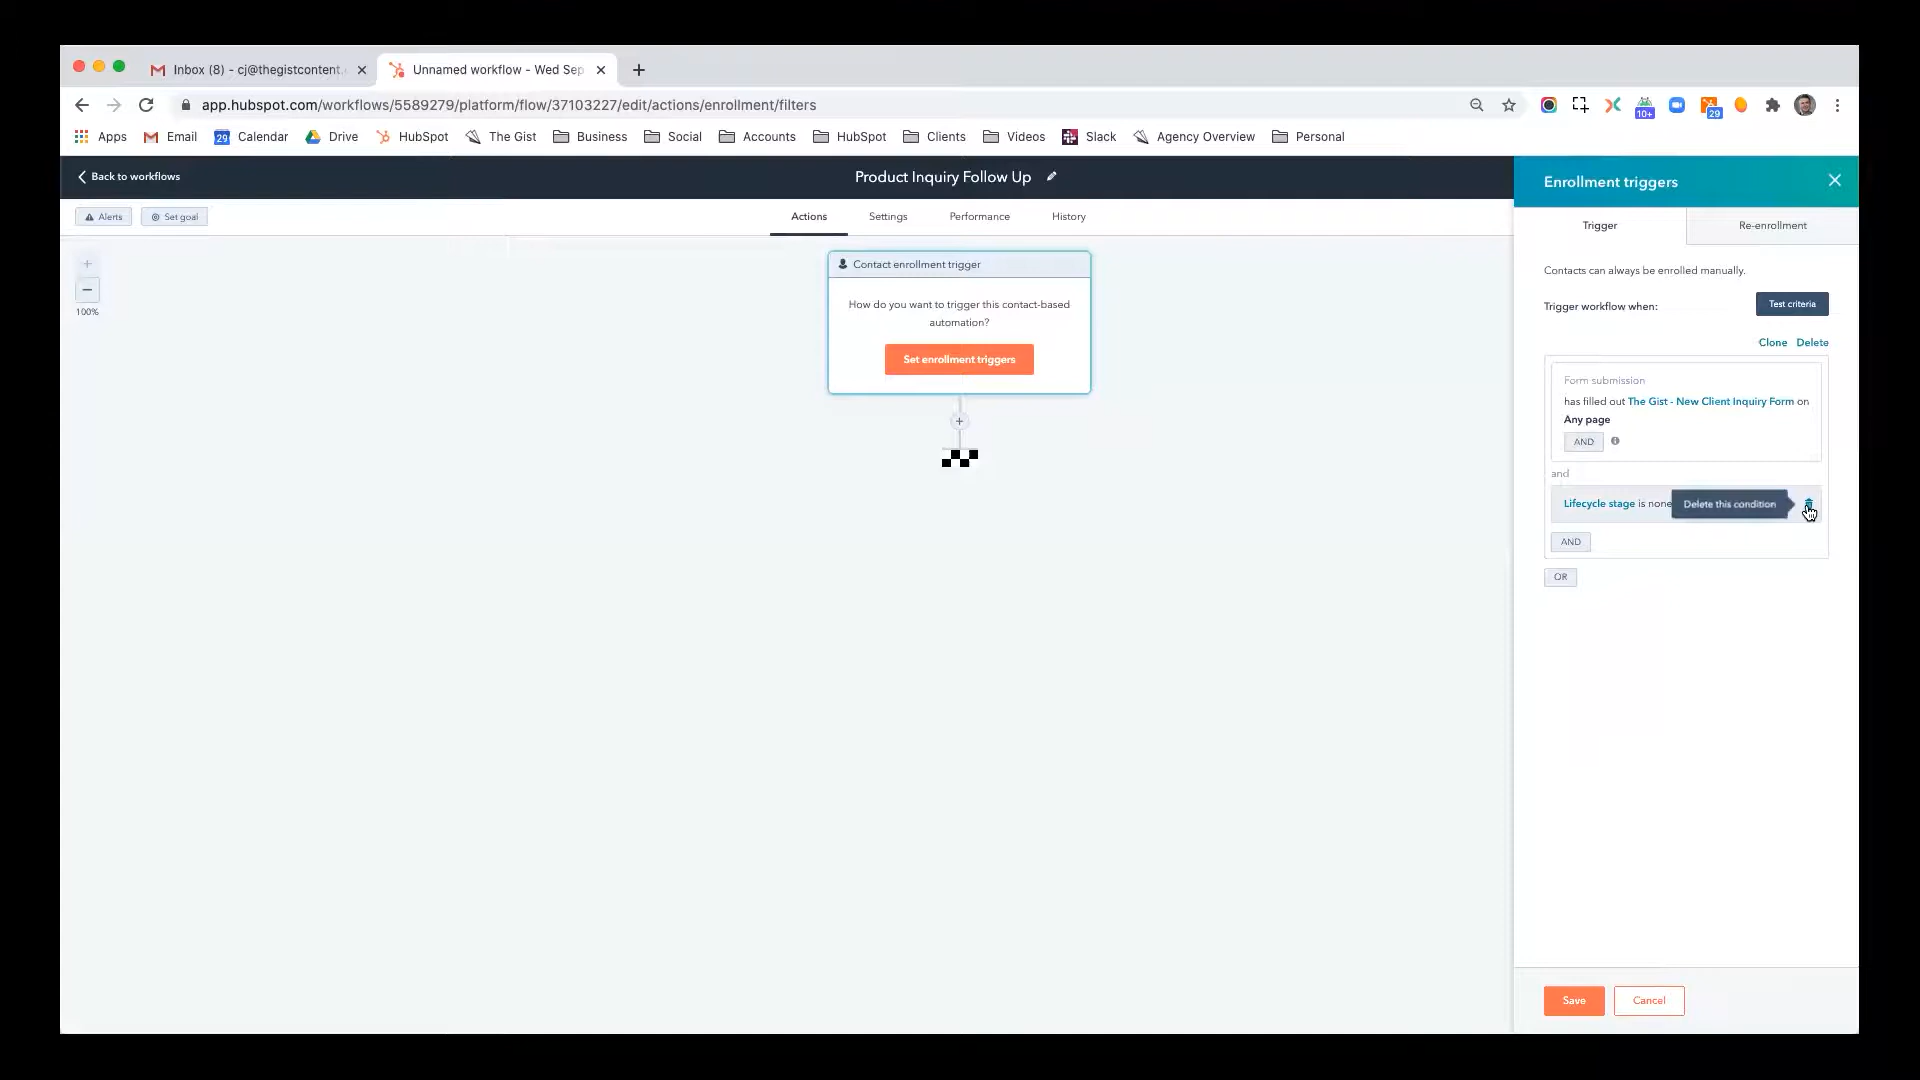 Inbox (8) - cj@thegistcontent.
Unnamed workflow - Wed Sep
app.hubspot.com/workflows/5589279/platform/flow/37103227/edit/actions/enrollment/filters
10+
29
Apps
Email
29
Calendar
Drive
HubSpot
The Gist
Business
Social
Accounts
HubSpot
Clients
Videos
Slack
Agency Overview
Personal
Back to workflows
Product Inquiry Follow Up
Alerts
Set goal
Actions
Settings
Performance
History
100%
Contact enrollment trigger
How do you want to trigger this contact-based
automation?
Set enrollment triggers
Enrollment triggers
Trigger
Re-enrollment
Contacts can always be enrolled manually.
Trigger workflow when:
Test criteria
Clone
Delete
Form submission
has filled out The Gist - New Client Inquiry Form on
Any page
AND
and
Lifecycle stage is none
Delete this condition
AND
OR
Save
Cancel